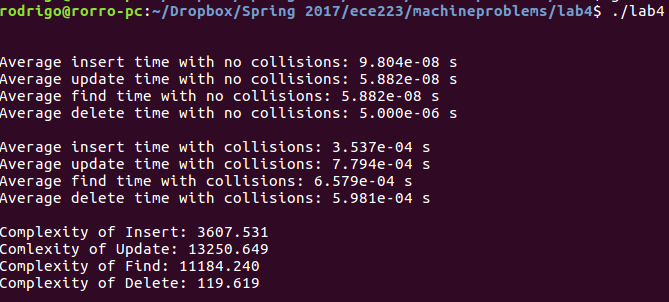 rodrigo@rorro-pc:~/Dropbox/Spring 2017/ece223/machineproblems/lab4$ ./lab4
Average insert time with no collisions: 9.804e-08 s
Average update time with no collisions: 5.882e-08 s
Average find time with no collisions: 5.882e-08 s
Average delete time with no collisions: 5.000e-06 s
Average insert time with collisions: 3.537e-04 s
Average update time with collisions: 7.794e-04 s
Average find time with collisions: 6.579e-04 s
Average delete time with collisions: 5.981e-04 s
Complexity of Insert: 3607.531
Comlexity of Update: 13250.649
Complexity of Find: 11184.240
Complexity of Delete: 119.619